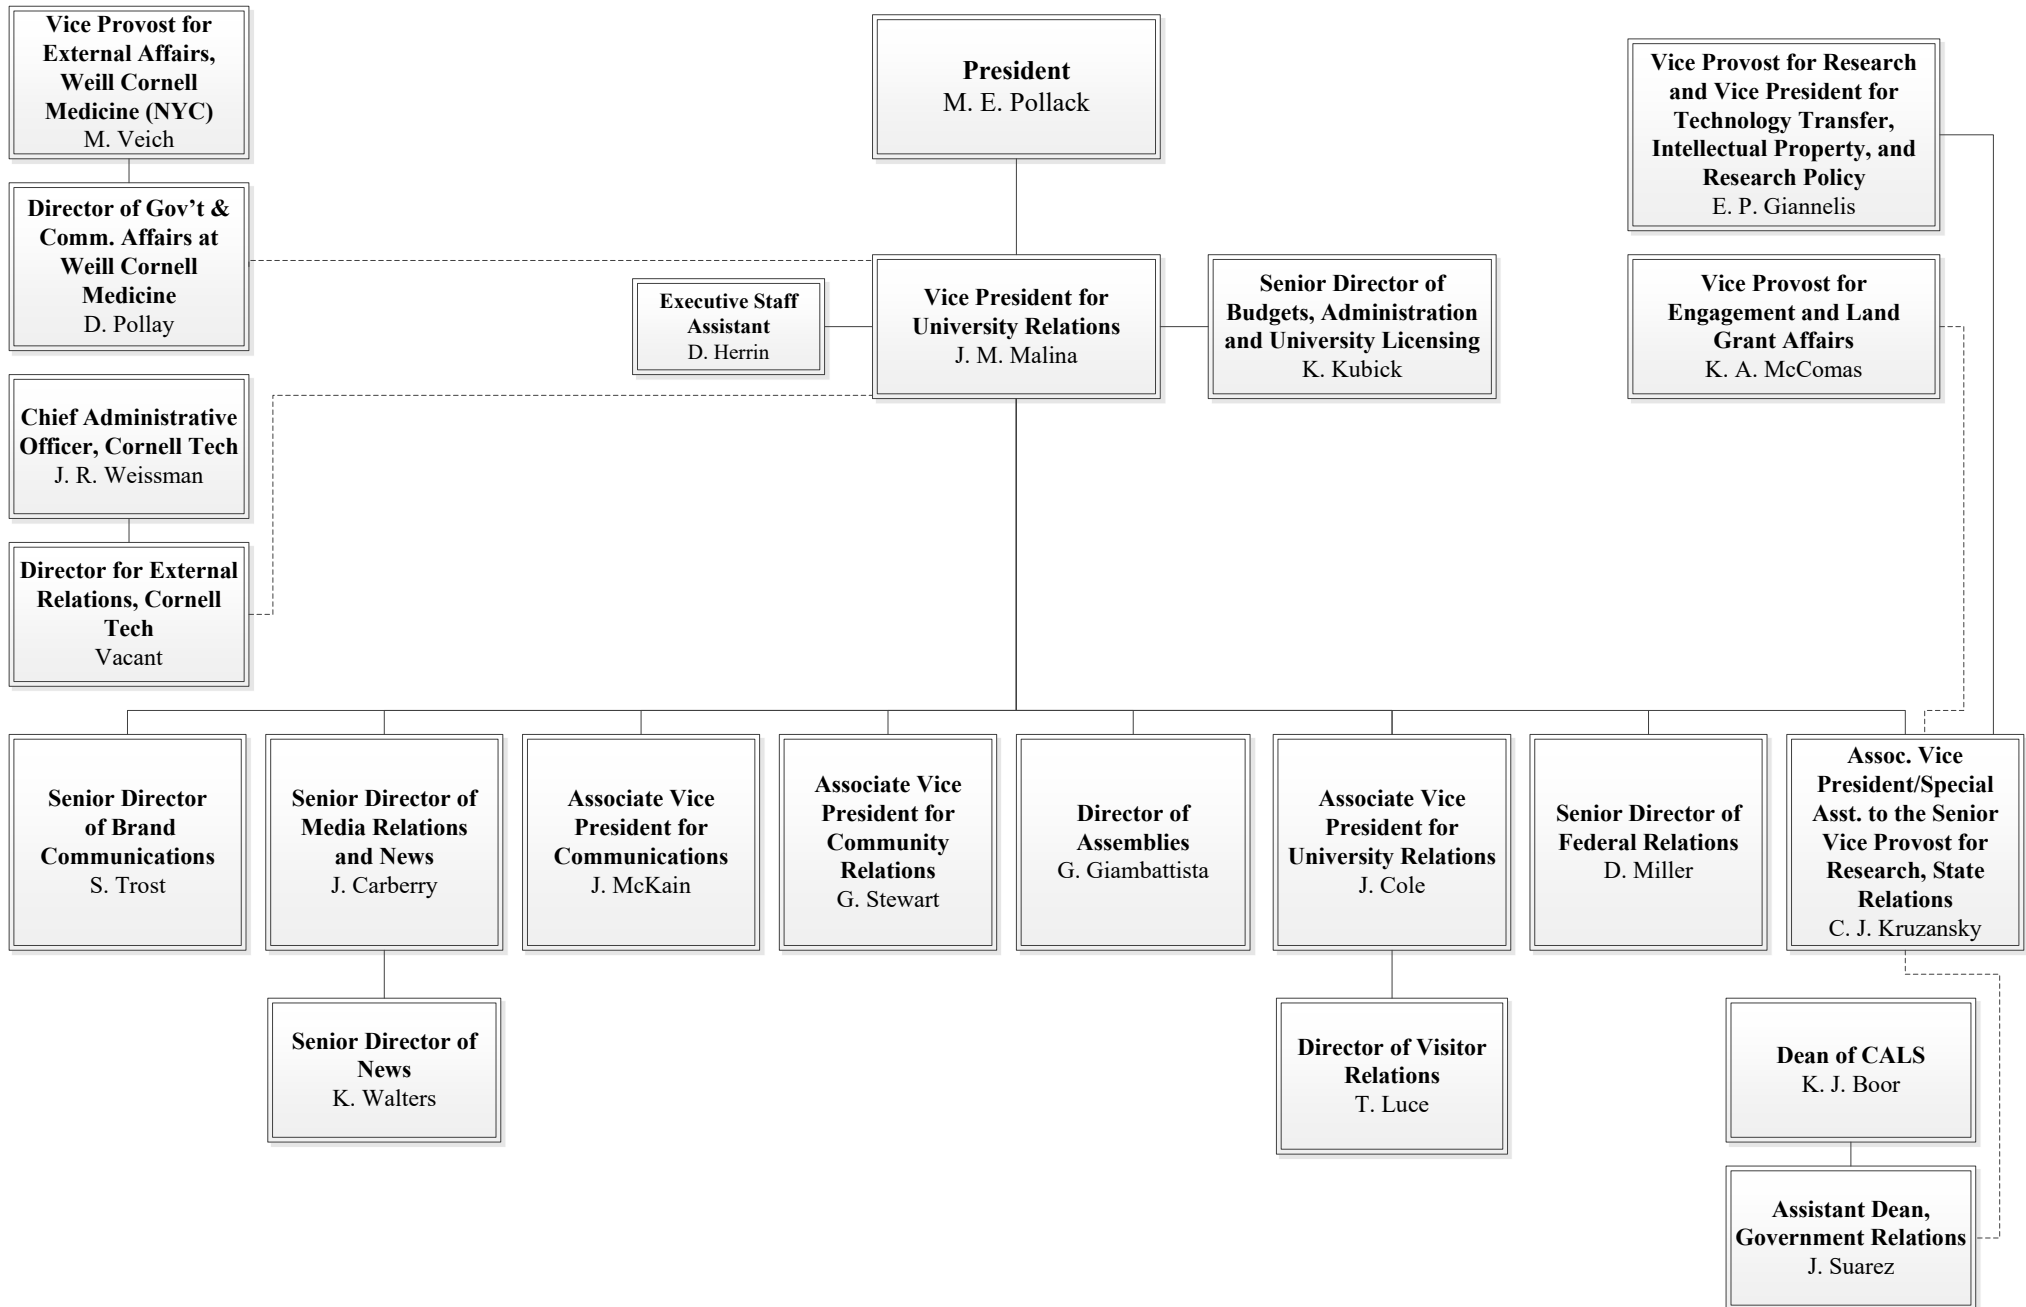 Vice Provost for
External Affairs,
Weill Cornell
Medicine (NYC)
M. Veich
President
M. E. Pollack
Vice Provost for Research
and Vice President for
Technology Transfer,
Intellectual Property, and
Research Policy
E. P. Giannelis
Director of Gov’t &
Comm. Affairs at
Weill Cornell
Medicine
D. Pollay
Executive Staff
Assistant
D. Herrin
Vice President for
University Relations
J. M. Malina
Senior Director of
Budgets, Administration
and University Licensing
K. Kubick
Vice Provost for
Engagement and Land
Grant Affairs
K. A. McComas
Chief Administrative
Officer, Cornell Tech
J. R. Weissman
Director for External
Relations, Cornell
Tech
Vacant
Senior Director
of Brand
Communications
S. Trost
Senior Director of
Media Relations
and News
J. Carberry
Associate Vice
President for
Communications
J. McKain
Associate Vice
President for
Community
Relations
G. Stewart
Director of
Assemblies
G. Giambattista
Associate Vice
President for
University Relations
J. Cole
Senior Director of
Federal Relations
D. Miller
Assoc. Vice
President/Special
Asst. to the Senior
Vice Provost for
Research, State
Relations
C. J. Kruzansky
Senior Director of
News
K. Walters
Director of Visitor
Relations
T. Luce
Dean of CALS
K. J. Boor
Assistant Dean,
Government Relations
J. Suarez